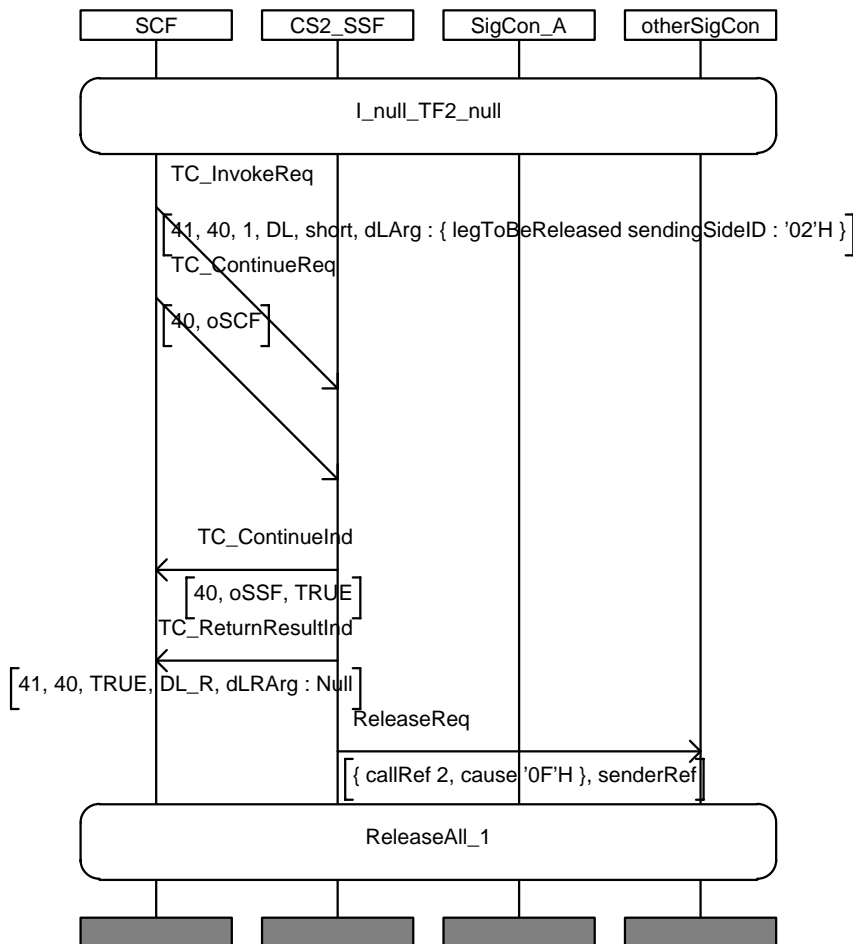 SCF CS2_SSF SigCon_A otherSigCon
I_null_TF2_null
TC_InvokeReq
41, 40, 1, DL, short, dLArg : { legToBeReleased sendingSideID : '02'H }
TC_ContinueReq
40, oSCF
TC_ContinueInd
40, oSSF, TRUE
TC_ReturnResultInd
41, 40, TRUE, DL_R, dLRArg : Null
ReleaseReq
{ callRef 2, cause '0F'H }, senderRef
ReleaseAll_1